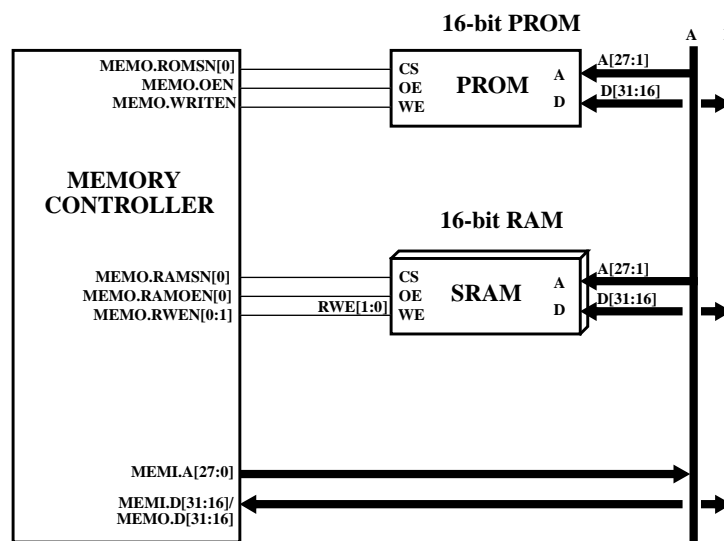 16-bit PROM
A
MEMO.ROMSN[0]
MEMO.OEN
MEMO.WRITEN
CS
OE
WE
PROM
A
D
A[27:1]
D[31:16]
MEMORY
CONTROLLER
16-bit RAM
MEMO.RAMSN[0]
MEMO.RAMOEN[0]
MEMO.RWEN[0:1]
RWE[1:0]
CS
OE
WE
SRAM
A
D
A[27:1]
D[31:16]
MEMI.A[27:0]
MEMI.D[31:16]/
MEMO.D[31:16]